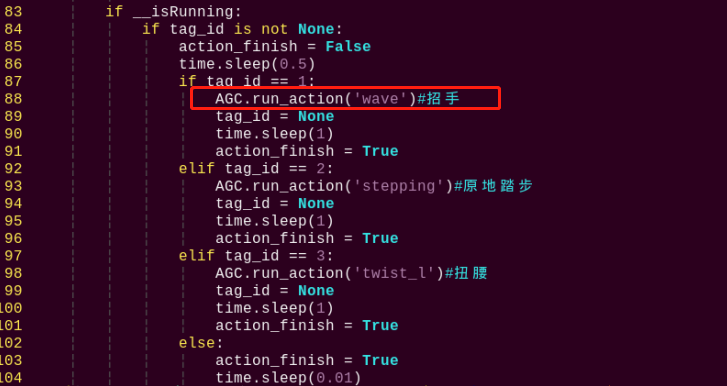 83 if __isRunning:
84 if tag_id is not None:
85 action_finish = False
86 time.sleep(0.5)
87 if tag_id == 1:
88 AGC.run_action('wave')#招手
89 tag_id = None
90 time.sleep(1)
91 action_finish = True
92 elif tag_id == 2:
93 AGC.run_action('stepping')#原地踏步
94 tag_id = None
95 time.sleep(1)
96 action_finish = True
97 elif tag_id == 3:
98 AGC.run_action('twist_l')#扭腰
99 tag_id = None
100 time.sleep(1)
101 action_finish = True
102 else:
103 action_finish = True
104 time.sleep(0.01)